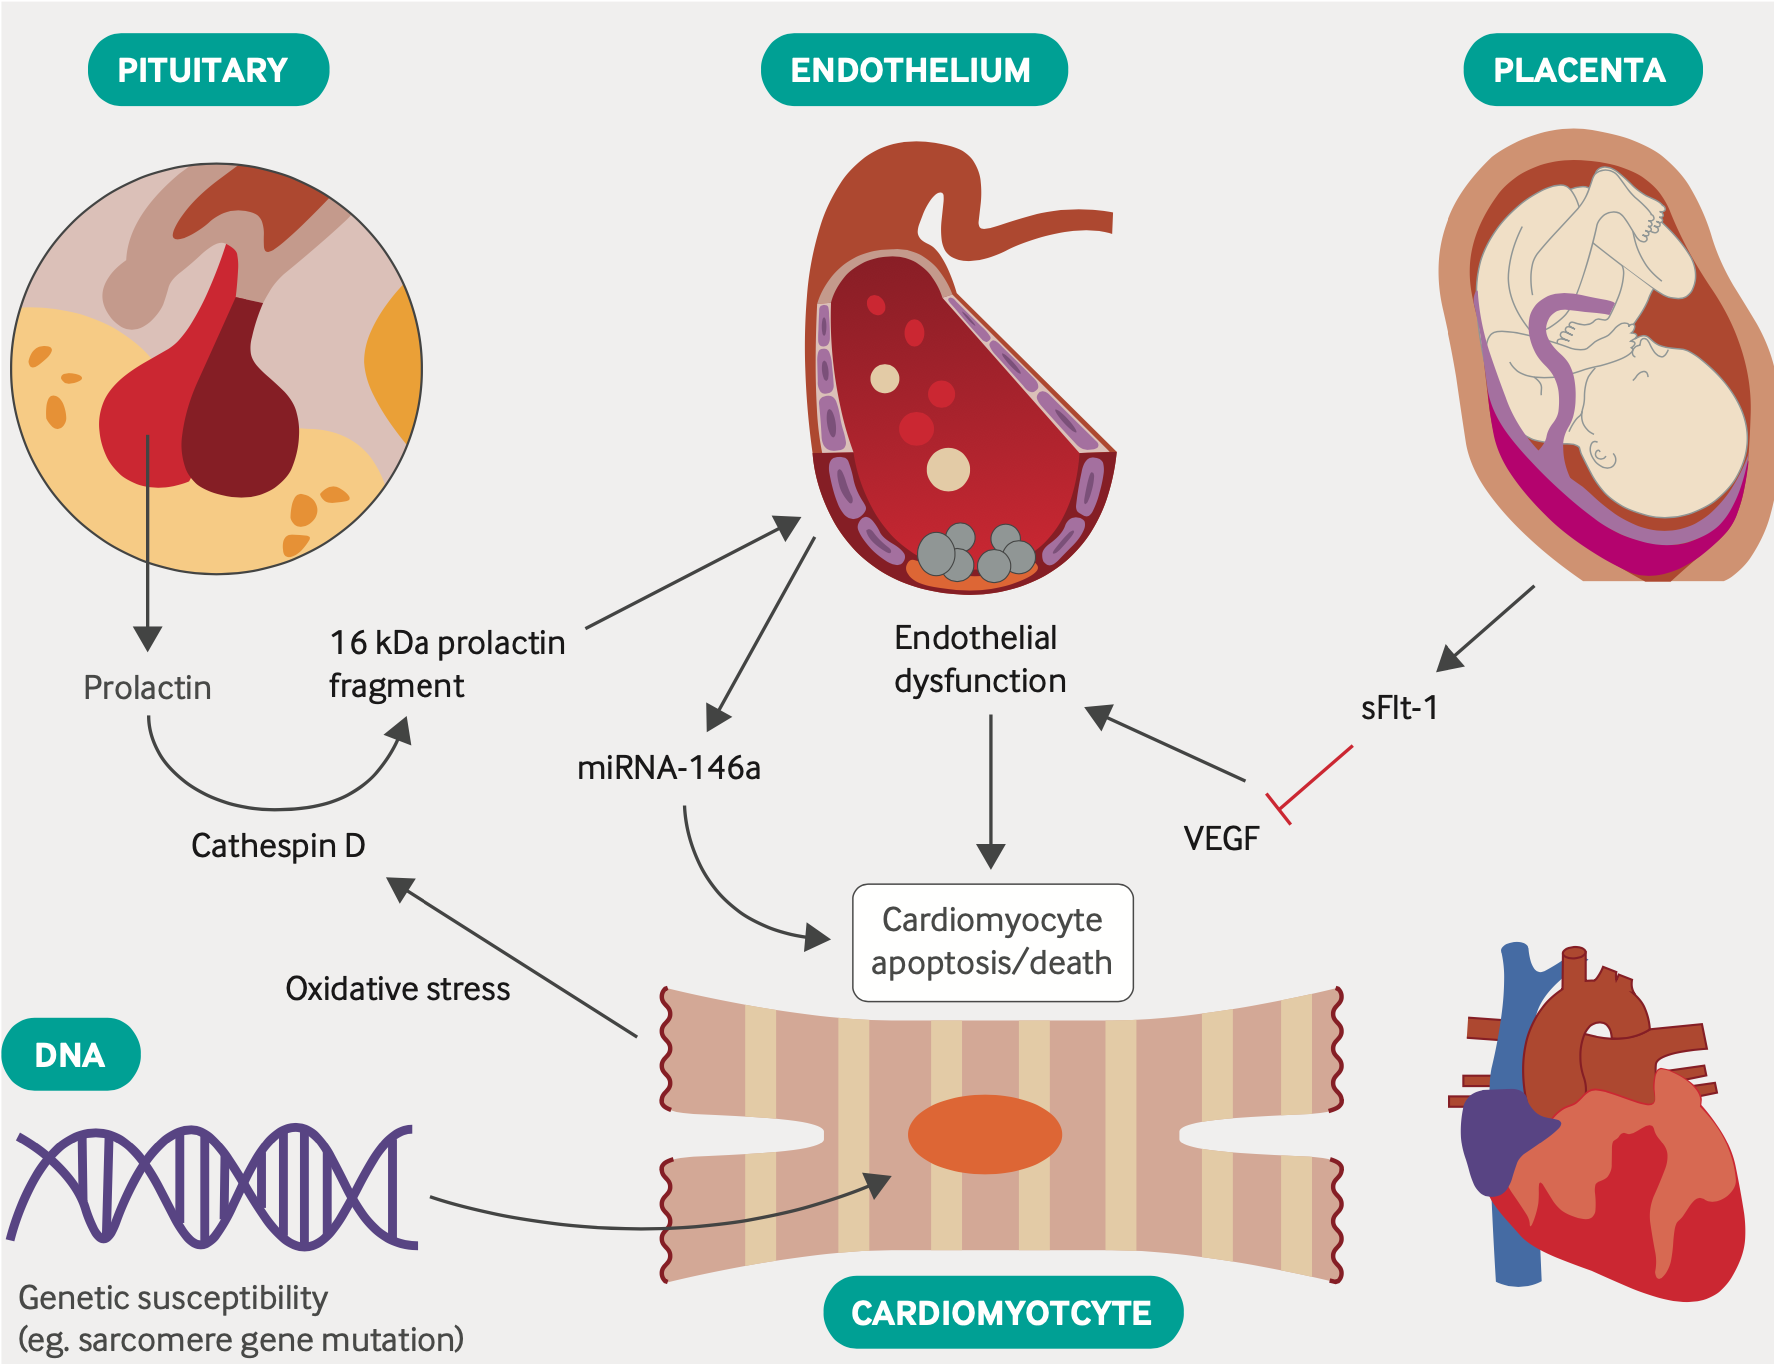 PITUITARY
ENDOTHELIUM
PLACENTA
16 kDa prolactin
fragment
Prolactin
Endothelial
dysfunction
sFlt-1
miRNA-146a
VEGF
Cathespin D
Cardiomyocyte
apoptosis/death
Oxidative stress
DNA
Genetic susceptibility
(eg. sarcomere gene mutation)
CARDIOMYOTCYTE